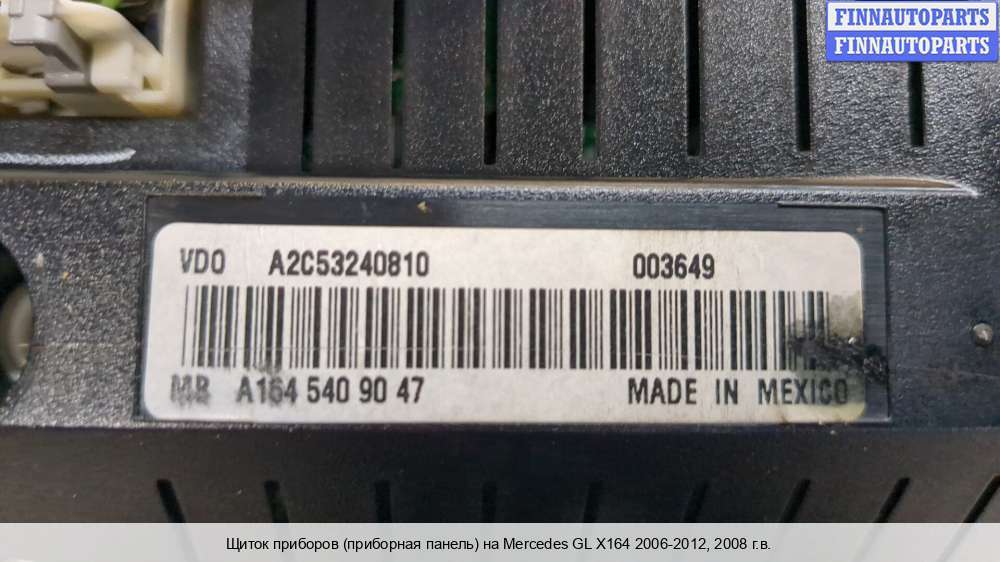 FINNAUTOPARTS
FINNAUTOPARTS
VDO A2C53240810 003649
MB A164 540 90 47 MADE IN MEXICO
Щиток приборов (приборная панель) на Mercedes GL X164 2006-2012, 2008 г.в.